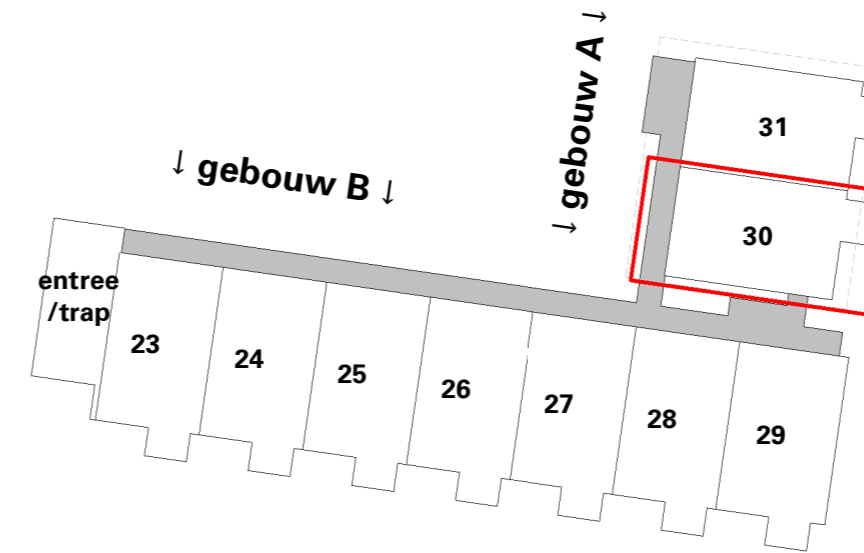 ↓ gebouw A ↓
31
↓ gebouw B ↓
30
entree
/trap
23
24
25
26
27
28
29